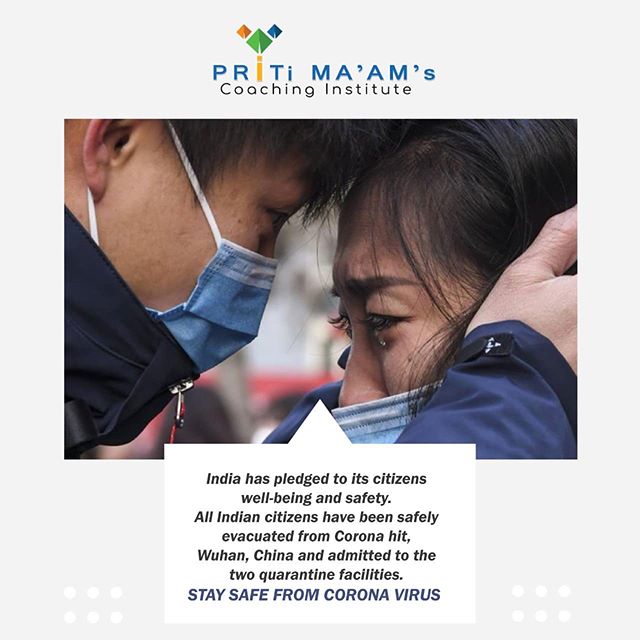 PRiTi MA'AM's
Coaching Institute
India has pledged to its citizens
well-being and safety.
All Indian citizens have been safely
evacuated from Corona hit,
Wuhan, China and admitted to the
two quarantine facilities.
STAY SAFE FROM CORONA VIRUS